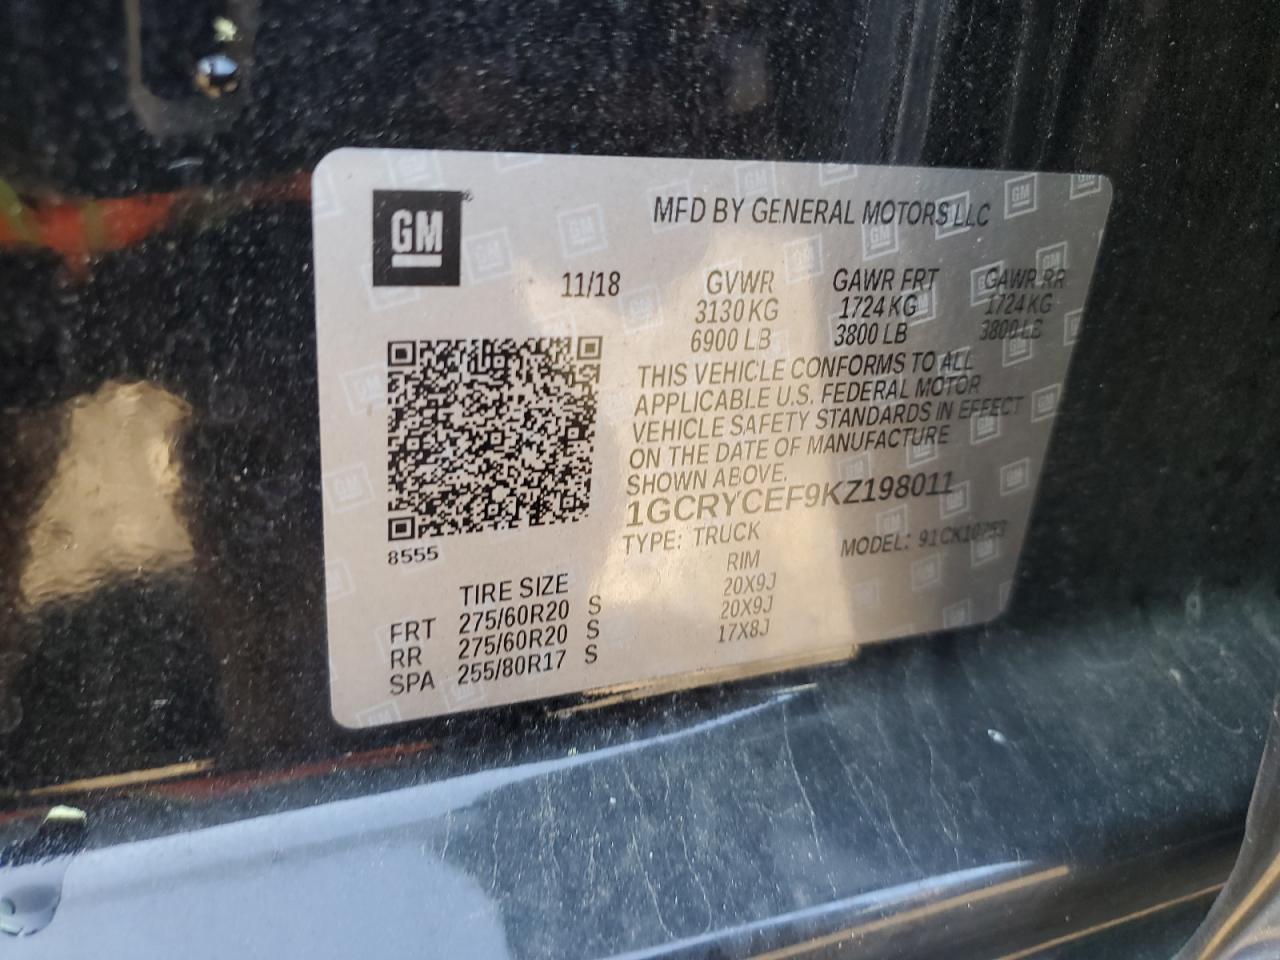 GM
MFD BY GENERAL MOTORS LLC
11/18 GVWR GAWR FRT GAWR RR
3130 KG 1724 KG 1724 KG
6900 LB 3800 LB 3800 LB
THIS VEHICLE CONFORMS TO ALL
APPLICABLE U.S. FEDERAL MOTOR
VEHICLE SAFETY STANDARDS IN EFFECT
ON THE DATE OF MANUFACTURE
SHOWN ABOVE.
1GCRYCEF9KZ198011
TYPE: TRUCK MODEL:
8555
TIRE SIZE RIM
FRT 275/60R20 S 20X9J
RR 275/60R20 S 20X9J
SPA 255/80R17 S 17X8J